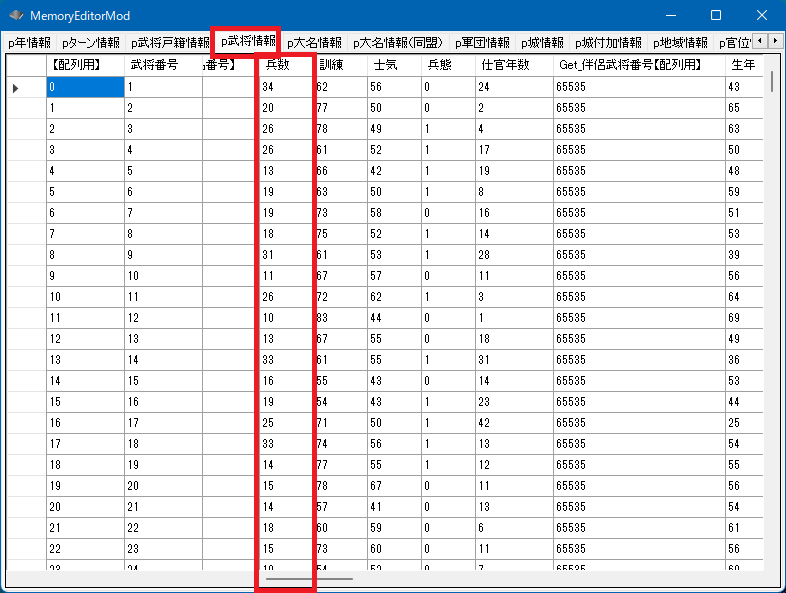 MemoryEditorMod
p年情報 pターン情報 p武将戸籍情報 p武将情報 p大名情報 p大名情報(同盟) p軍団情報 p城情報 p城付加情報 p地域情報 p官位
【配列用】 武将番号 番号】 兵数 訓練 士気 兵態 仕官年数 Get_伴侶武将番号【配列用】 生年
0 1 34 62 56 0 24 65535 43
1 2 20 77 50 0 2 65535 65
2 3 26 78 49 1 4 65535 63
3 4 26 61 52 1 17 65535 50
4 5 13 66 42 1 19 65535 48
5 6 19 63 50 1 8 65535 59
6 7 19 73 58 0 16 65535 51
7 8 18 75 52 1 14 65535 53
8 9 31 61 53 1 28 65535 39
9 10 11 67 57 0 11 65535 56
10 11 26 72 62 1 3 65535 64
11 12 10 83 44 0 1 65535 69
12 13 13 67 55 0 18 65535 49
13 14 33 61 55 1 31 65535 36
14 15 16 55 43 0 14 65535 53
15 16 19 54 43 1 23 65535 44
16 17 25 71 50 1 42 65535 25
17 18 33 74 56 1 13 65535 54
18 19 14 77 55 1 12 65535 55
19 20 15 78 67 0 11 65535 56
20 21 14 57 41 0 13 65535 54
21 22 18 60 59 0 6 65535 61
22 23 15 73 60 0 11 65535 56
23 24 10 54 52 0 7 65535 60